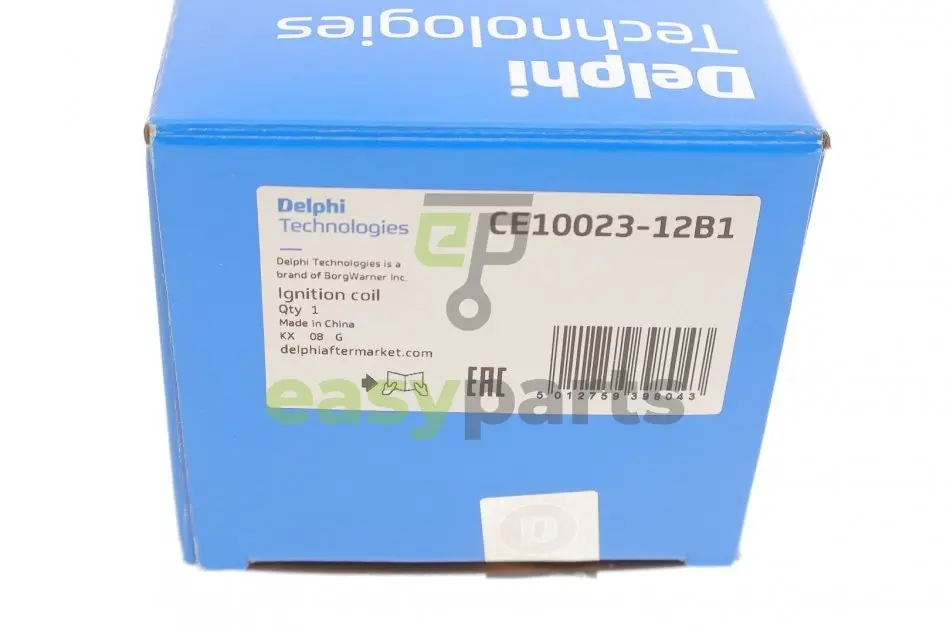 Delphi
Technologies
Delphi
Technologies
CE10023-12B1
Delphi Technologies is a
brand of BorgWarner Inc.
Ignition coil
Qty 1
Made in China
KX 08 G
delphiaftermarket.com
EAC
5 012759 398043
ep
easyparts
D